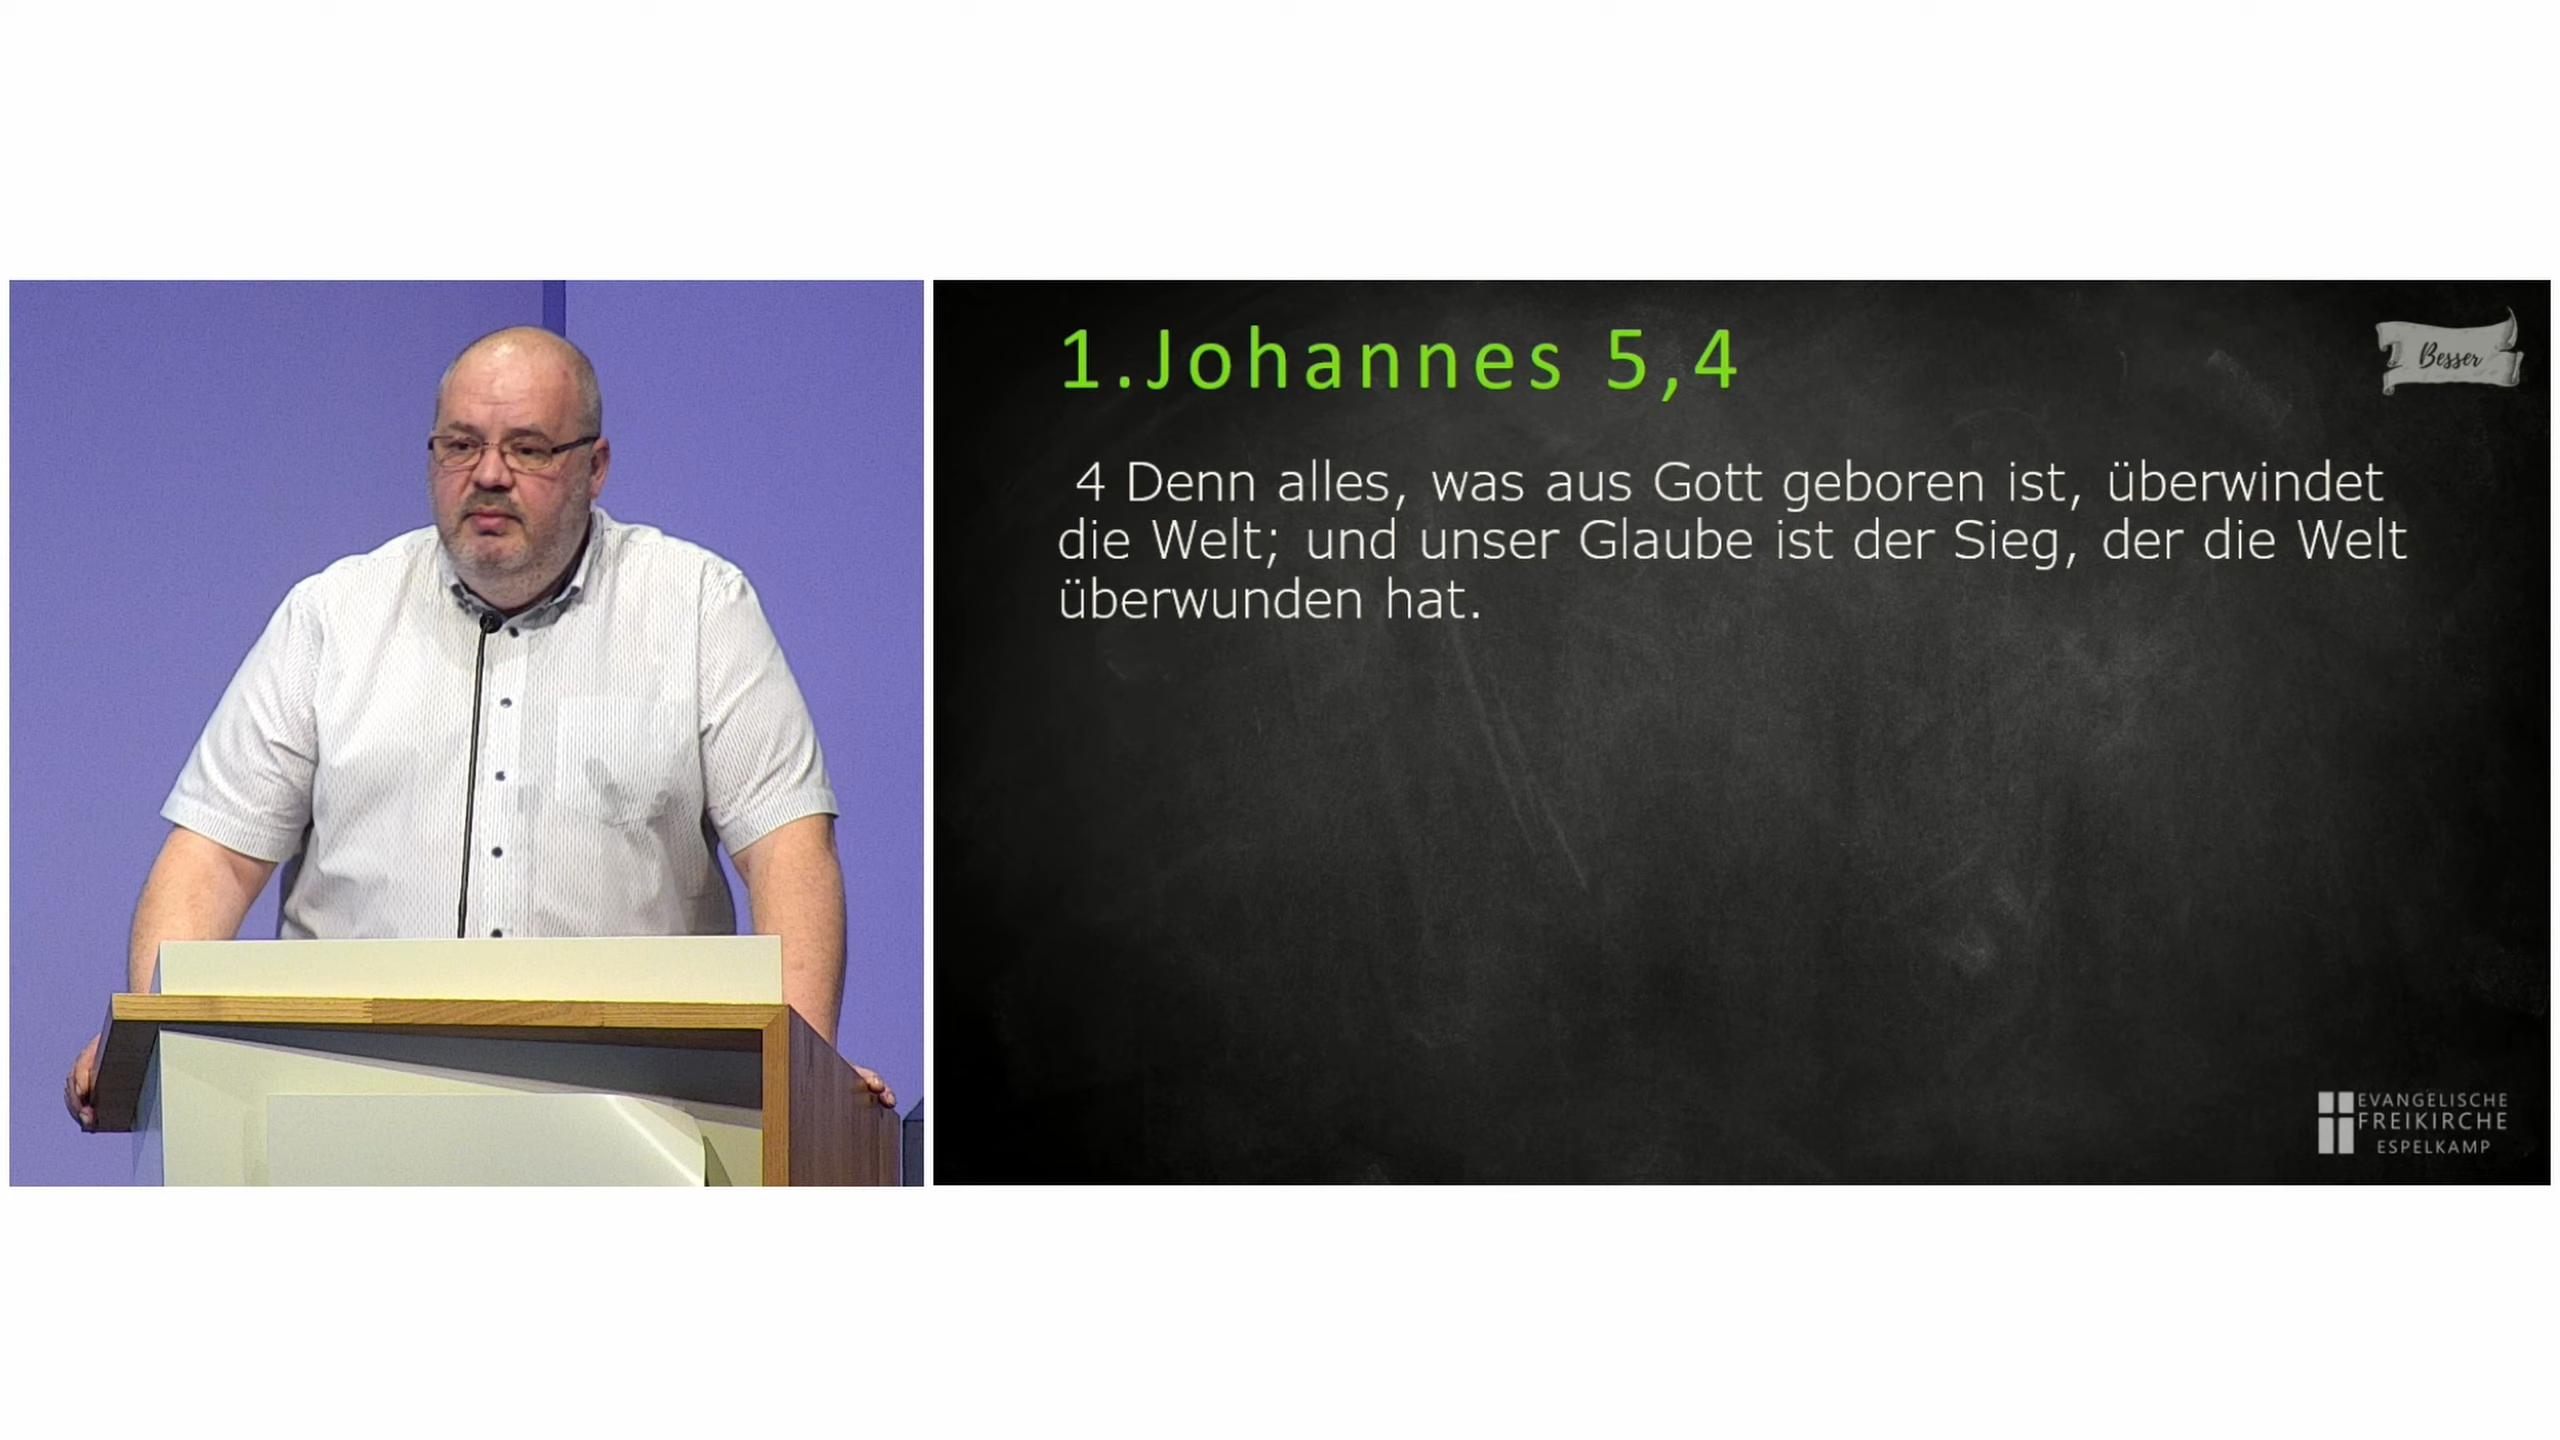 1.Johannes 5,4
Besser
4 Denn alles, was aus Gott geboren ist, überwindet
die Welt; und unser Glaube ist der Sieg, der die Welt
überwunden hat.
EVANGELISCHE
FREIKIRCHE
ESPELKAMP